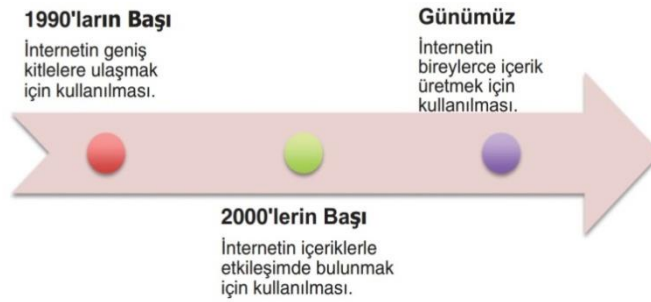 1990'ların Başı
İnternetin geniş
kitlelere ulaşmak
için kullanılması.
2000'lerin Başı
İnternetin içeriklerle
etkileşimde bulunmak
için kullanılması.
Günümüz
İnternetin
bireylerce içerik
üretmek için
kullanılması.